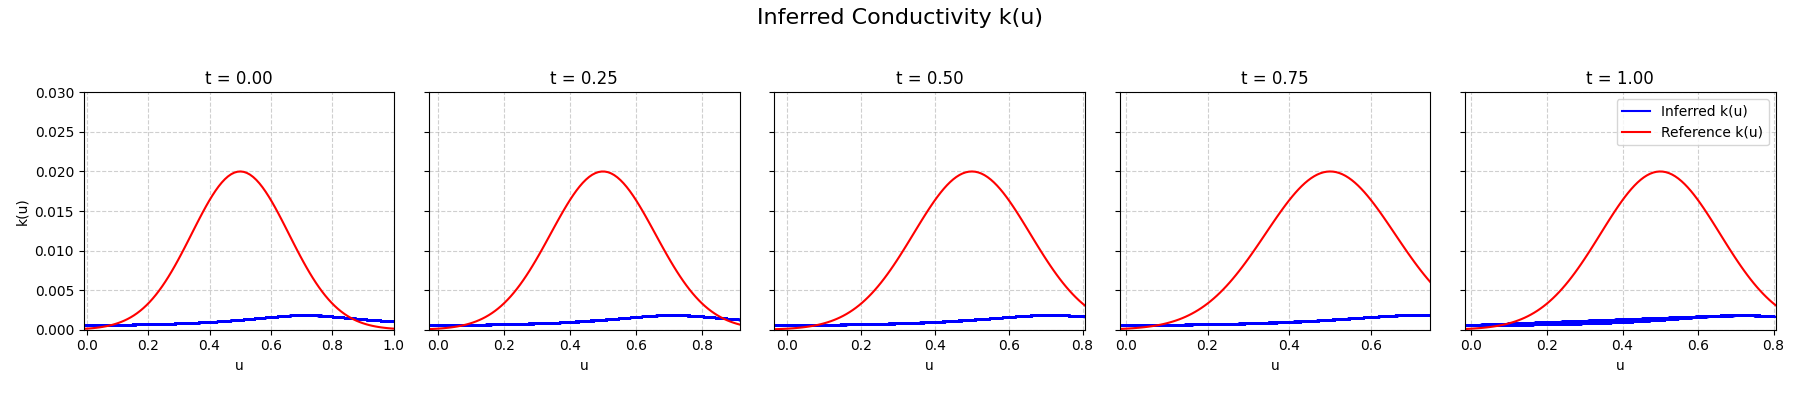 Inferred Conductivity k(u)
t = 0.00
t = 0.25
t = 0.50
t = 0.75
t = 1.00
k(u)
0.030
0.025
0.020
0.015
0.010
0.005
0.000
Inferred k(u)
Reference k(u)
0.0 0.2 0.4 0.6 0.8 1.0
0.0 0.2 0.4 0.6 0.8
0.0 0.2 0.4 0.6 0.8
0.0 0.2 0.4 0.6
0.0 0.2 0.4 0.6 0.8
u
u
u
u
u